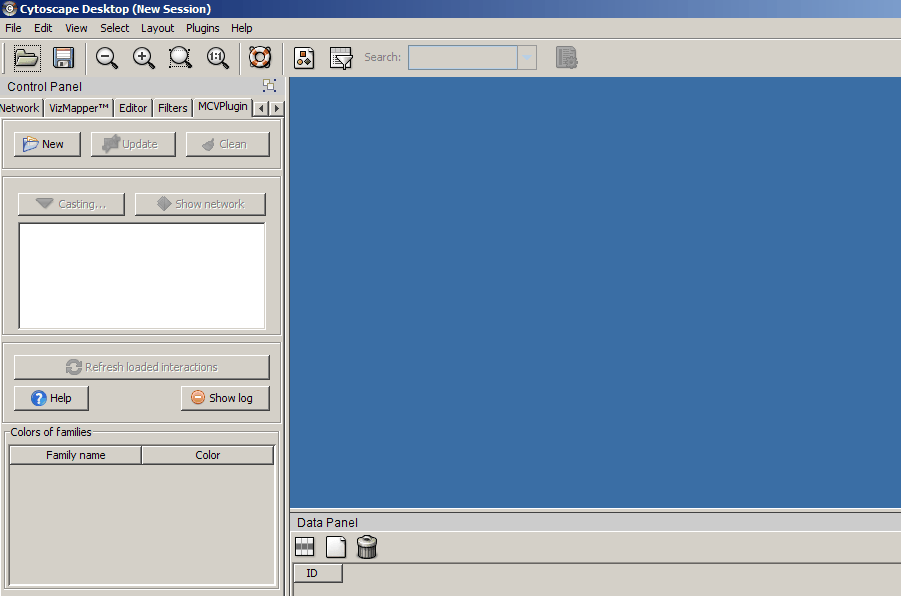 Cytoscape Desktop (New Session)
File Edit View Select Layout Plugins Help
1:1 Search:
Control Panel
Network VizMapper™ Editor Filters MCVPlugin
New Update Clean
Casting... Show network
Refresh loaded interactions
? Help Show log
Colors of families
Family name Color
Data Panel
ID